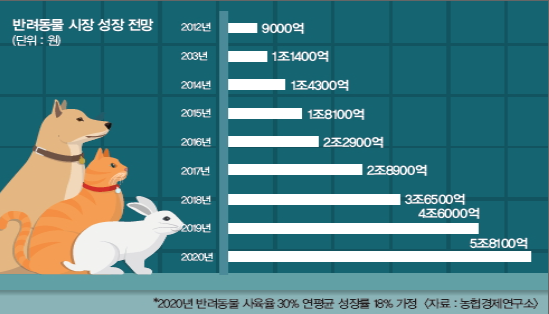 반려동물 시장 성장 전망
(단위 : 원)
2012년 9000억
203년 1조1400억
2014년 1조4300억
2015년 1조8100억
2016년 2조2900억
2017년 2조8900억
2018년 3조6500억
2019년 4조6000억
2020년 5조8100억
*2020년 반려동물 사육율 30% 연평균 성장률 18% 가정 〈자료 : 농협경제연구소〉